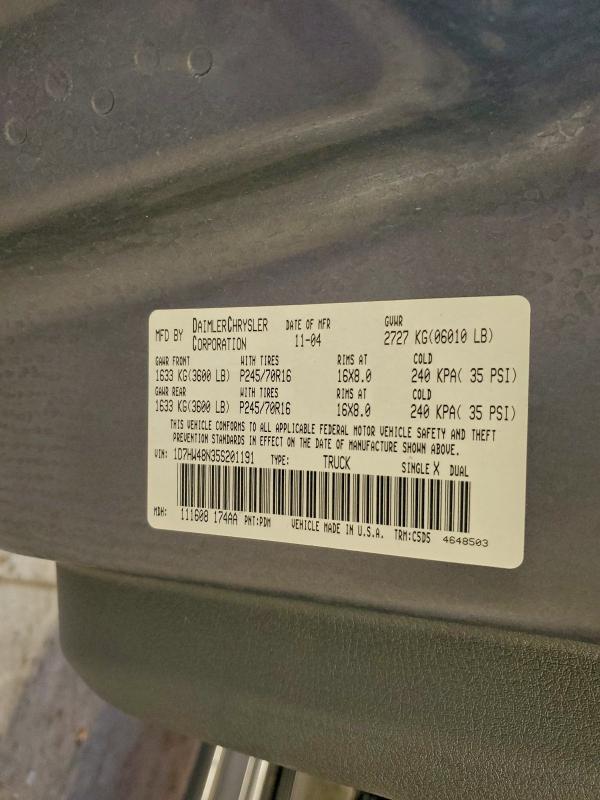 MFD BY DAIMLERCHRYSLER CORPORATION DATE OF MFR 11-04 GVWR 2727 KG(06010 LB)
GAWR FRONT WITH TIRES RIMS AT COLD
1633 KG(3600 LB) P245/70R16 16X8.0 240 KPA( 35 PSI)
GAWR REAR WITH TIRES RIMS AT COLD
1633 KG(3600 LB) P245/70R16 16X8.0 240 KPA( 35 PSI)
THIS VEHICLE CONFORMS TO ALL APPLICABLE FEDERAL MOTOR VEHICLE SAFETY AND THEFT
PREVENTION STANDARDS IN EFFECT ON THE DATE OF MANUFACTURE SHOWN ABOVE.
VIN: 1D7HW48N35S201191 TYPE: TRUCK SINGLE X DUAL
MDH: 111608 174AA PNT:PDM VEHICLE MADE IN U.S.A. TRM:C5D5 4648503